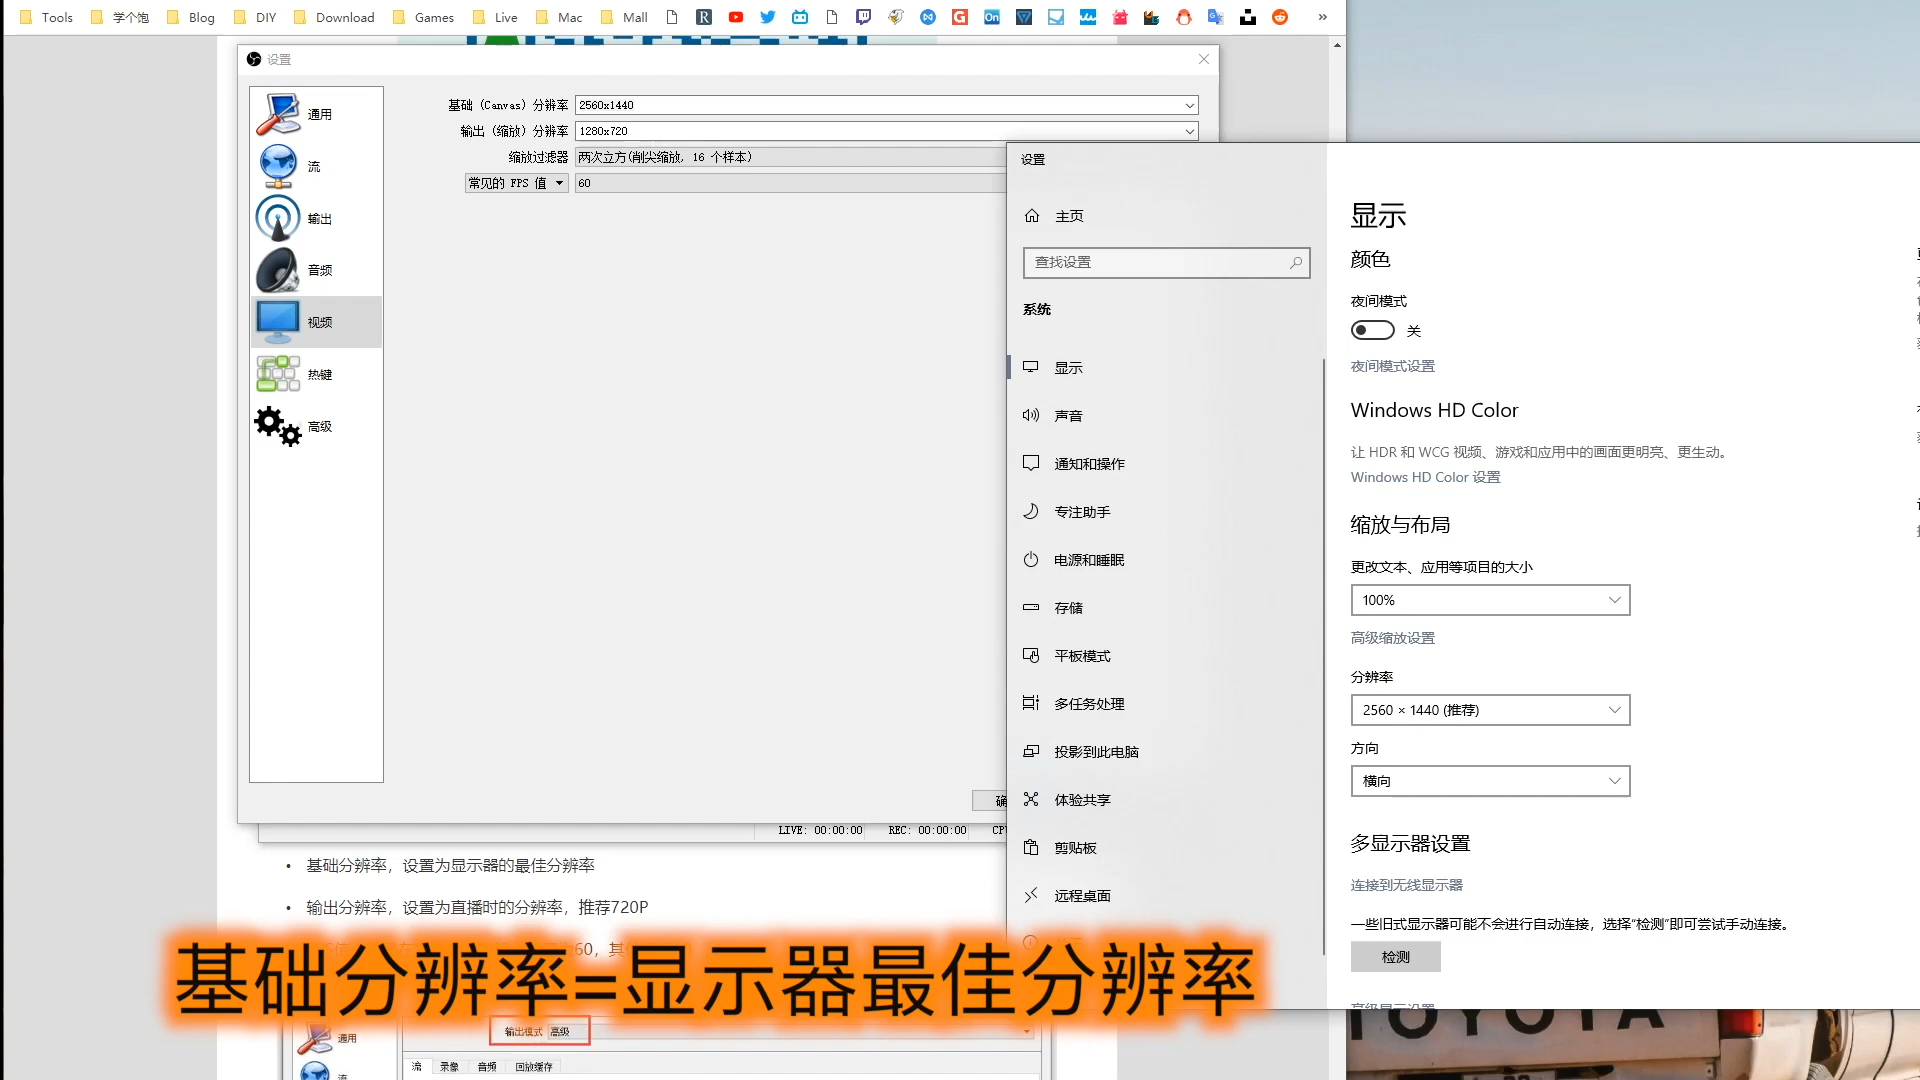 Tools 学个饱 Blog DIY Download Games Live Mac Mall
设置
通用
流
输出
音频
视频
热键
高级
基础（Canvas）分辨率 2560x1440
输出（缩放）分辨率 1280x720
缩放过滤器 两次立方(削尖缩放, 16 个样本)
常见的 FPS 值 60
确
LIVE: 00:00:00 REC: 00:00:00 CP
设置
主页
查找设置
系统
显示
声音
通知和操作
专注助手
电源和睡眠
存储
平板模式
多任务处理
投影到此电脑
体验共享
剪贴板
远程桌面
显示
颜色
夜间模式
关
夜间模式设置
Windows HD Color
让 HDR 和 WCG 视频、游戏和应用中的画面更明亮、更生动。
Windows HD Color 设置
缩放与布局
更改文本、应用等项目的大小
100%
高级缩放设置
分辨率
2560 × 1440 (推荐)
方向
横向
多显示器设置
连接到无线显示器
一些旧式显示器可能不会进行自动连接，选择“检测”即可尝试手动连接。
检测
高级显示设置
• 基础分辨率，设置为显示器的最佳分辨率
• 输出分辨率，设置为直播时的分辨率，推荐720P
60，其
基础分辨率=显示器最佳分辨率
输出模式 高级
通用
流
流 录像 音频 回放缓存
TOYOTA